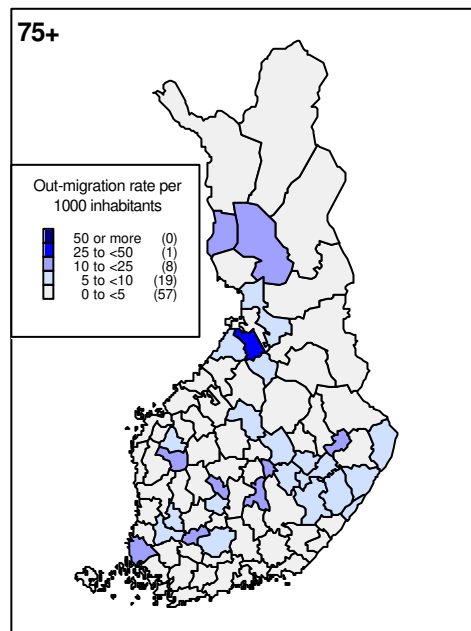 75+
Out-migration rate per
1000 inhabitants
50 or more (0)
25 to <50 (1)
10 to <25 (8)
5 to <10 (19)
0 to <5 (57)